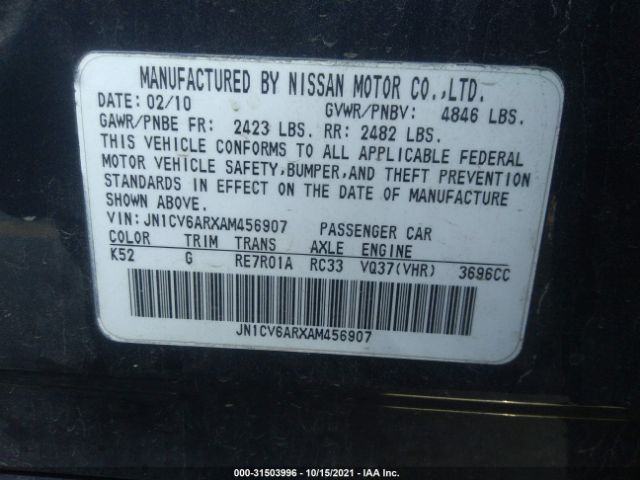 MANUFACTURED BY NISSAN MOTOR CO.,LTD.
DATE: 02/10 GVWR/PNBV: 4846 LBS.
GAWR/PNBE FR: 2423 LBS. RR: 2482 LBS.
THIS VEHICLE CONFORMS TO ALL APPLICABLE FEDERAL
MOTOR VEHICLE SAFETY,BUMPER,AND THEFT PREVENTION
STANDARDS IN EFFECT ON THE DATE OF MANUFACTURE
SHOWN ABOVE.
VIN: JN1CV6ARXAM456907 PASSENGER CAR
COLOR TRIM TRANS AXLE ENGINE
K52 G RE7R01A RC33 VQ37(VHR) 3696CC
JN1CV6ARXAM456907
000-31503996 - 10/15/2021 - IAA Inc.